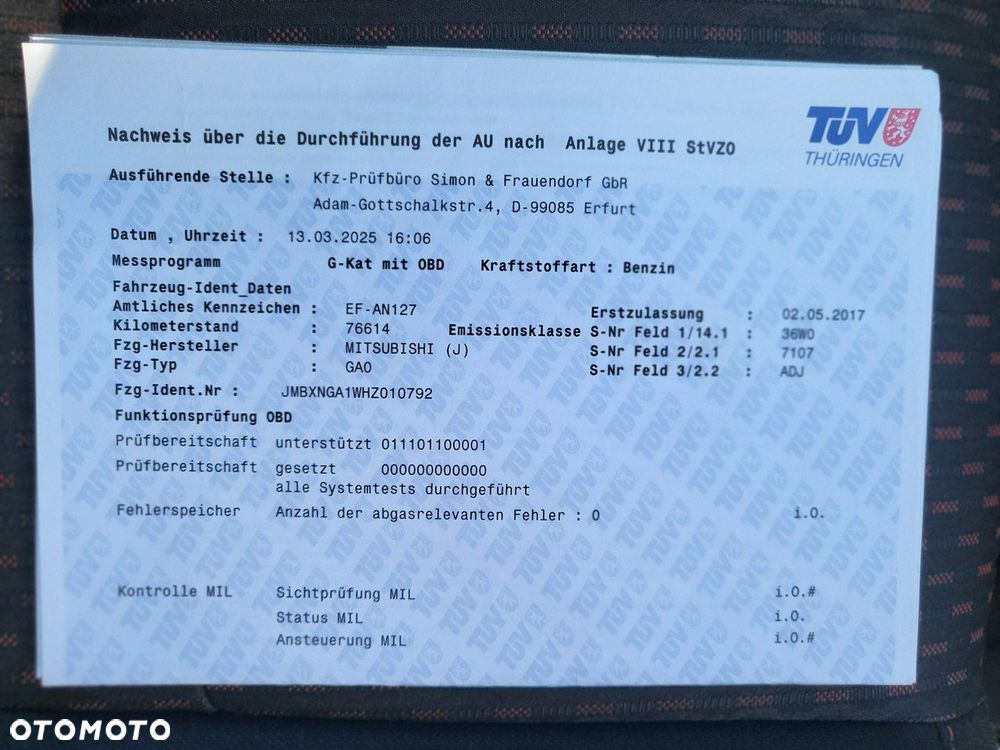 TÜV
THÜRINGEN
Nachweis über die Durchführung der AU nach Anlage VIII StVZO
Ausführende Stelle : Kfz-Prüfbüro Simon & Frauendorf GbR
Adam-Gottschalkstr.4, D-99085 Erfurt
Datum , Uhrzeit : 13.03.2025 16:06
Messprogramm G-Kat mit OBD Kraftstoffart : Benzin
Fahrzeug-Ident_Daten
Amtliches Kennzeichen : EF-AN127 Erstzulassung : 02.05.2017
Kilometerstand : 76614 Emissionsklasse S-Nr Feld 1/14.1 : 36W0
Fzg-Hersteller : MITSUBISHI (J) S-Nr Feld 2/2.1 : 7107
Fzg-Typ : GA0 S-Nr Feld 3/2.2 : ADJ
Fzg-Ident.Nr : JMBXNGA1WHZ010792
Funktionsprüfung OBD
Prüfbereitschaft unterstützt 011101100001
Prüfbereitschaft gesetzt 000000000000
alle Systemtests durchgeführt
Fehlerspeicher Anzahl der abgasrelevanten Fehler : 0 i.O.
Kontrolle MIL Sichtprüfung MIL i.O.#
Status MIL i.O.
Ansteuerung MIL i.O.#
OTOMOTO